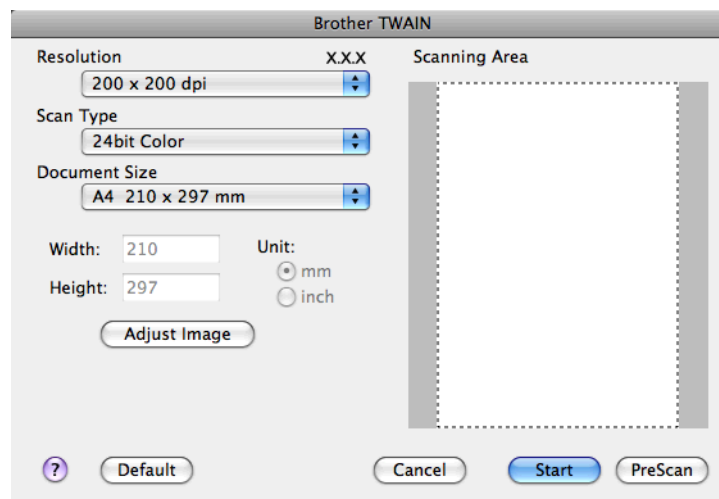 Brother TWAIN
Resolution X.X.X Scanning Area
200 x 200 dpi
Scan Type
24bit Color
Document Size
A4 210 x 297 mm
Width: 210 Unit:
mm
Height: 297
inch
Adjust Image
? Default Cancel Start PreScan